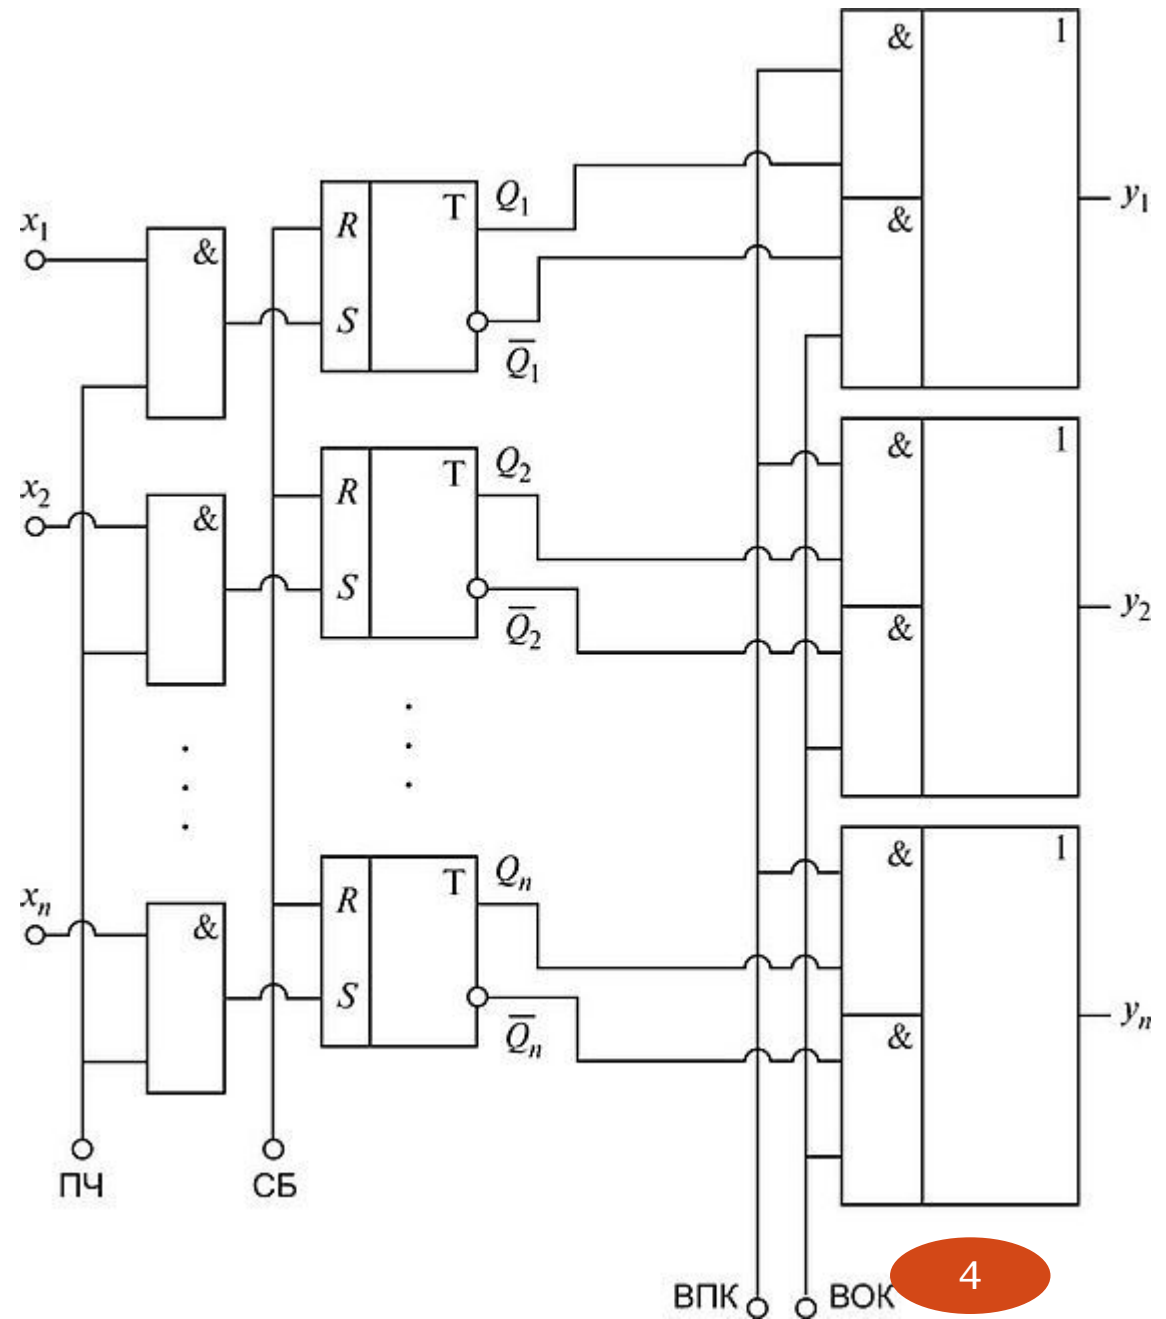 & 1
& y₁
x₁ & R T Q₁
S Q̅₁
& 1
& y₂
x₂ & R T Q₂
S Q̅₂
& 1
& yₙ
xₙ & R T Qₙ
S Q̅ₙ
ПЧ СБ
ВПК ВОК 4